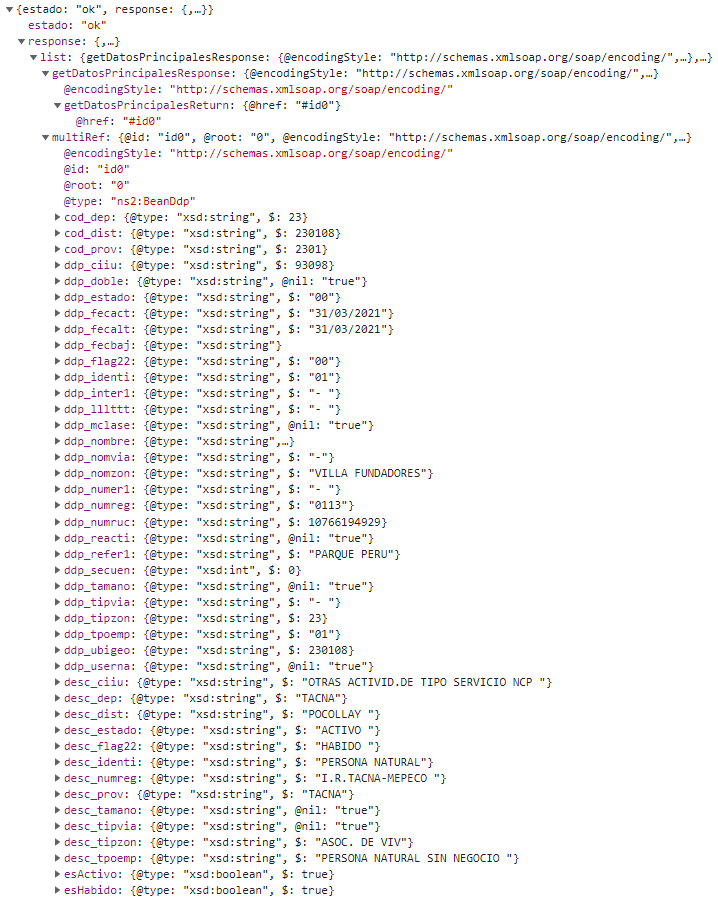 {estado: "ok", response: {,…}}
estado: "ok"
response: {,…}
list: {getDatosPrincipalesResponse: {@encodingStyle: "http://schemas.xmlsoap.org/soap/encoding/",…},…}
getDatosPrincipalesResponse: {@encodingStyle: "http://schemas.xmlsoap.org/soap/encoding/",…}
@encodingStyle: "http://schemas.xmlsoap.org/soap/encoding/"
getDatosPrincipalesReturn: {@href: "#id0"}
@href: "#id0"
multiRef: {@id: "id0", @root: "0", @encodingStyle: "http://schemas.xmlsoap.org/soap/encoding/",…}
@encodingStyle: "http://schemas.xmlsoap.org/soap/encoding/"
@id: "id0"
@root: "0"
@type: "ns2:BeanDdp"
cod_dep: {@type: "xsd:string", $: 23}
cod_dist: {@type: "xsd:string", $: 230108}
cod_prov: {@type: "xsd:string", $: 2301}
ddp_ciiu: {@type: "xsd:string", $: 93098}
ddp_doble: {@type: "xsd:string", @nil: "true"}
ddp_estado: {@type: "xsd:string", $: "00"}
ddp_fecact: {@type: "xsd:string", $: "31/03/2021"}
ddp_fecalt: {@type: "xsd:string", $: "31/03/2021"}
ddp_fecbaj: {@type: "xsd:string"}
ddp_flag22: {@type: "xsd:string", $: "00"}
ddp_identi: {@type: "xsd:string", $: "01"}
ddp_inter1: {@type: "xsd:string", $: "- "}
ddp_lllttt: {@type: "xsd:string", $: "- "}
ddp_mclase: {@type: "xsd:string", @nil: "true"}
ddp_nombre: {@type: "xsd:string",…}
ddp_nomvia: {@type: "xsd:string", $: "-"}
ddp_nomzon: {@type: "xsd:string", $: "VILLA FUNDADORES"}
ddp_numer1: {@type: "xsd:string", $: "- "}
ddp_numreg: {@type: "xsd:string", $: "0113"}
ddp_numruc: {@type: "xsd:string", $: 10766194929}
ddp_reacti: {@type: "xsd:string", @nil: "true"}
ddp_refer1: {@type: "xsd:string", $: "PARQUE PERU"}
ddp_secuen: {@type: "xsd:int", $: 0}
ddp_tamano: {@type: "xsd:string", @nil: "true"}
ddp_tipvia: {@type: "xsd:string", $: "- "}
ddp_tipzon: {@type: "xsd:string", $: 23}
ddp_tpoemp: {@type: "xsd:string", $: "01"}
ddp_ubigeo: {@type: "xsd:string", $: 230108}
ddp_userna: {@type: "xsd:string", @nil: "true"}
desc_ciiu: {@type: "xsd:string", $: "OTRAS ACTIVID.DE TIPO SERVICIO NCP "}
desc_dep: {@type: "xsd:string", $: "TACNA"}
desc_dist: {@type: "xsd:string", $: "POCOLLAY "}
desc_estado: {@type: "xsd:string", $: "ACTIVO "}
desc_flag22: {@type: "xsd:string", $: "HABIDO "}
desc_identi: {@type: "xsd:string", $: "PERSONA NATURAL"}
desc_numreg: {@type: "xsd:string", $: "I.R.TACNA-MEPECO "}
desc_prov: {@type: "xsd:string", $: "TACNA"}
desc_tamano: {@type: "xsd:string", @nil: "true"}
desc_tipvia: {@type: "xsd:string", @nil: "true"}
desc_tipzon: {@type: "xsd:string", $: "ASOC. DE VIV"}
desc_tpoemp: {@type: "xsd:string", $: "PERSONA NATURAL SIN NEGOCIO "}
esActivo: {@type: "xsd:boolean", $: true}
esHabido: {@type: "xsd:boolean", $: true}